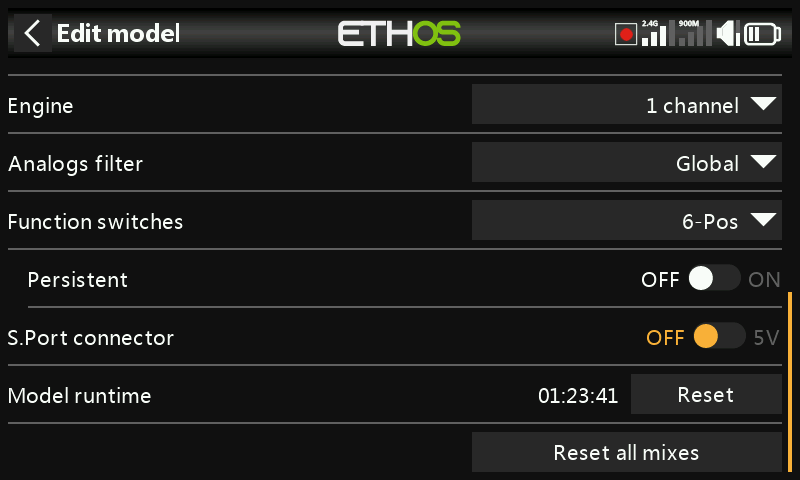 Edit model
ETHOS
2.4G
900M
Engine
1 channel
Analogs filter
Global
Function switches
6-Pos
Persistent
OFF
ON
S.Port connector
OFF
5V
Model runtime
01:23:41
Reset
Reset all mixes